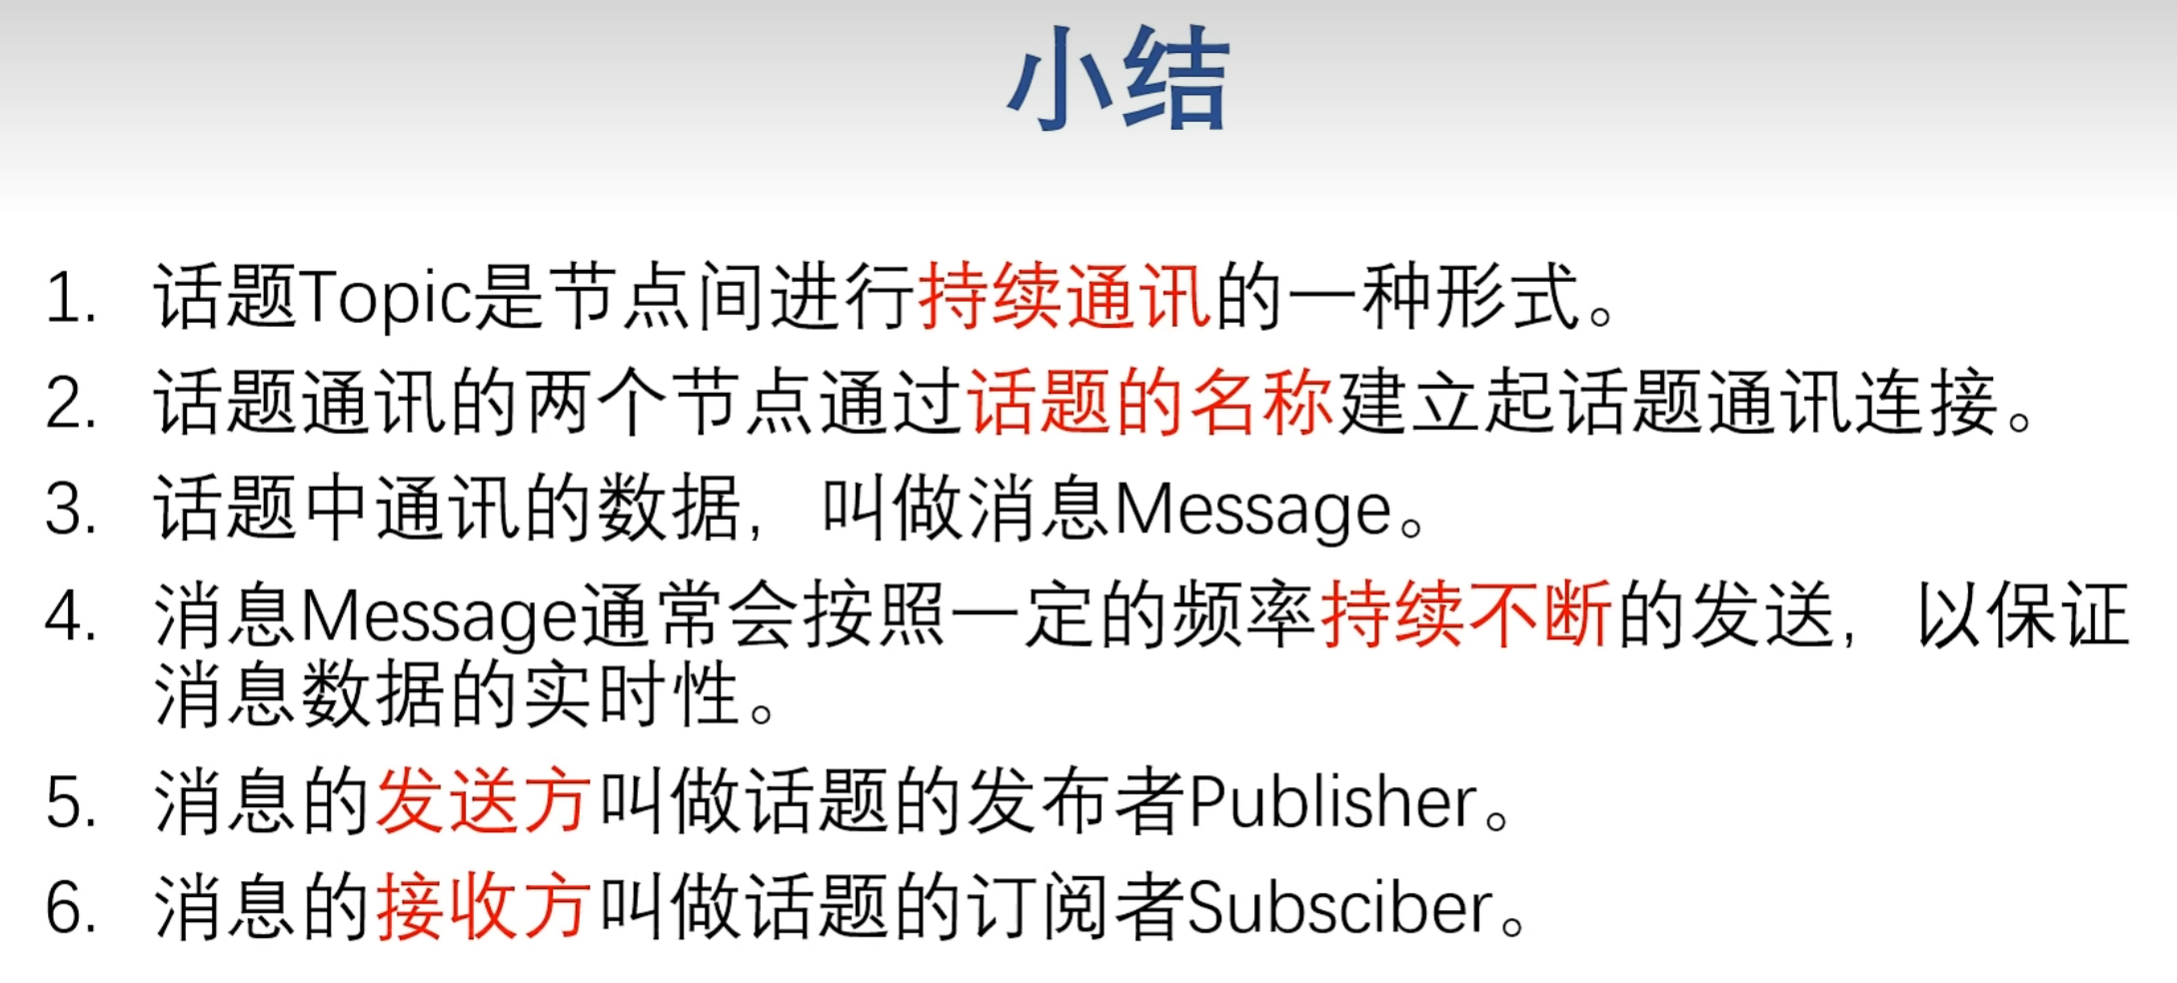 小结
1. 话题Topic是节点间进行持续通讯的一种形式。
2. 话题通讯的两个节点通过话题的名称建立起话题通讯连接。
3. 话题中通讯的数据，叫做消息Message。
4. 消息Message通常会按照一定的频率持续不断的发送，以保证
消息数据的实时性。
5. 消息的发送方叫做话题的发布者Publisher。
6. 消息的接收方叫做话题的订阅者Subsciber。